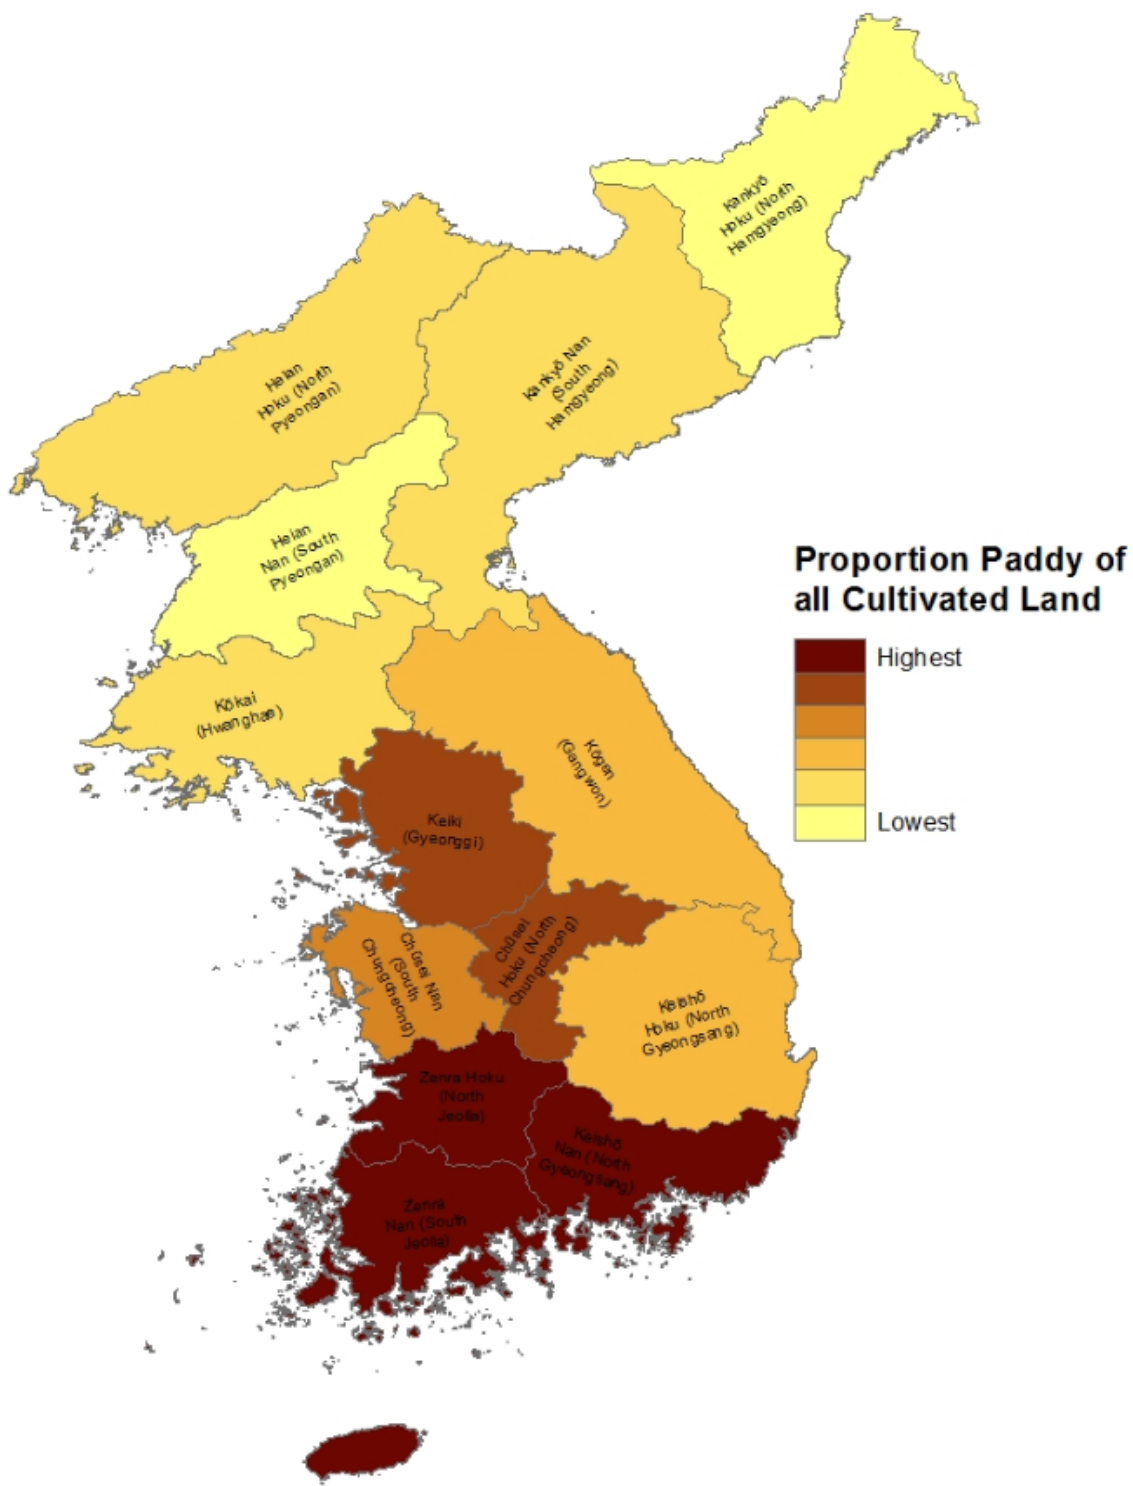 Kankyō
Hoku (North
Hamgyeong)
Heian
Hoku (North
Pyeongan)
Kankyō Nan
(South
Hamgyeong)
Heian
Nan (South
Pyeongan)
Proportion Paddy of
all Cultivated Land
Highest
Lowest
Kōkai
(Hwanghae)
Kōgen
(Gangwon)
Keiki
(Gyeonggi)
Chūsei Nan
(South
Chungcheong)
Chūsei
Hoku (North
Chungcheong)
Keishō
Hoku (North
Gyeongsang)
Zenra Hoku
(North
Jeolla)
Keishō
Nan (North
Gyeongsang)
Zenra
Nan (South
Jeolla)